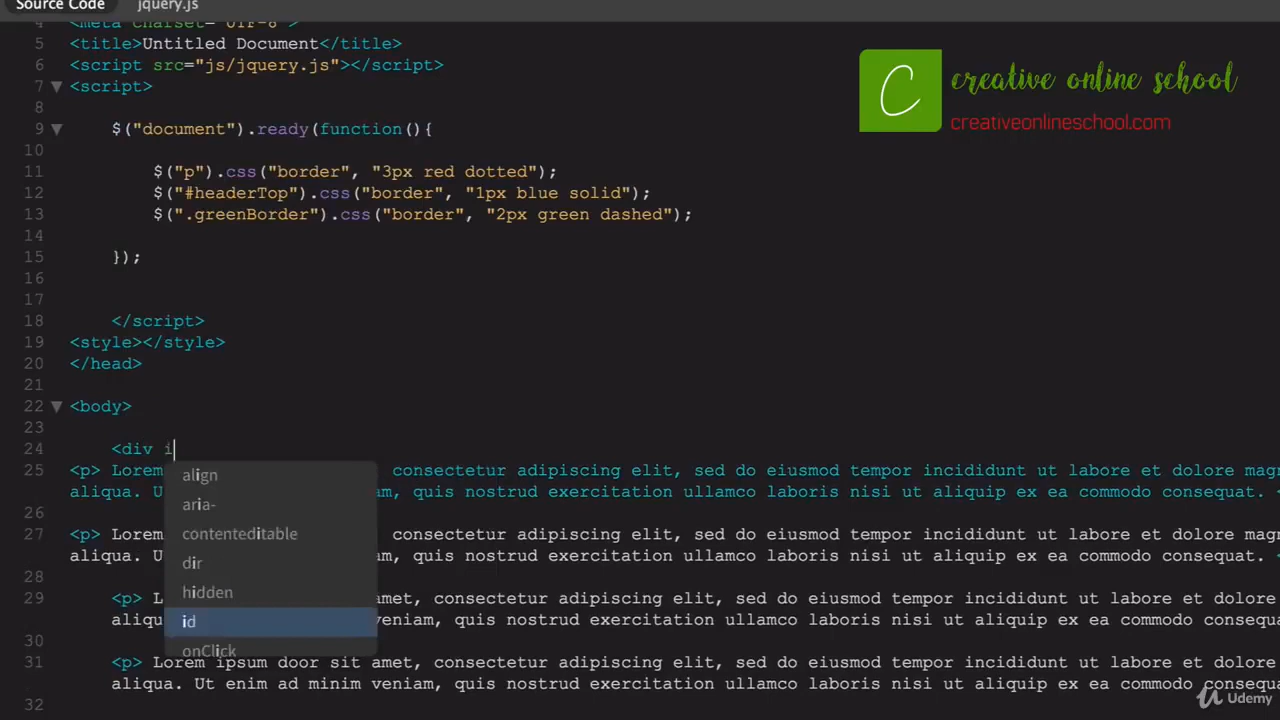 Source Code jquery.js
4 <meta charset="UTF-8">
5 <title>Untitled Document</title>
6 <script src="js/jquery.js"></script>
7 <script>
8
9 $("document").ready(function(){
10
11 $("p").css("border", "3px red dotted");
12 $("#headerTop").css("border", "1px blue solid");
13 $(".greenBorder").css("border", "2px green dashed");
14
15 });
16
17
18 </script>
19 <style></style>
20 </head>
21
22 <body>
23
24 <div i
25 <p> Lorem consectetur adipiscing elit, sed do eiusmod tempor incididunt ut labore et dolore
aliqua. quis nostrud exercitation ullamco laboris nisi ut aliquip ex ea commodo consequat. <
26
27 <p> Lorem consectetur adipiscing elit, sed do eiusmod tempor incididunt ut labore et dolore
aliqua. quis nostrud exercitation ullamco laboris nisi ut aliquip ex ea commodo consequat.
28
29 <p> amet, consectetur adipiscing elit, sed do eiusmod tempor incididunt ut labore et
veniam, quis nostrud exercitation ullamco laboris nisi ut aliquip ex ea commodo
30
31 <p> Lorem ipsum door sit amet, consectetur adipiscing elit, sed do eiusmod tempor incididunt ut labore et
aliqua. Ut enim ad minim veniam, quis nostrud exercitation ullamco laboris nisi ut aliquip ex ea commodo
32
align
aria-
contenteditable
dir
hidden
id
onClick
C creative online school
creativeonlineschool.com
Udemy